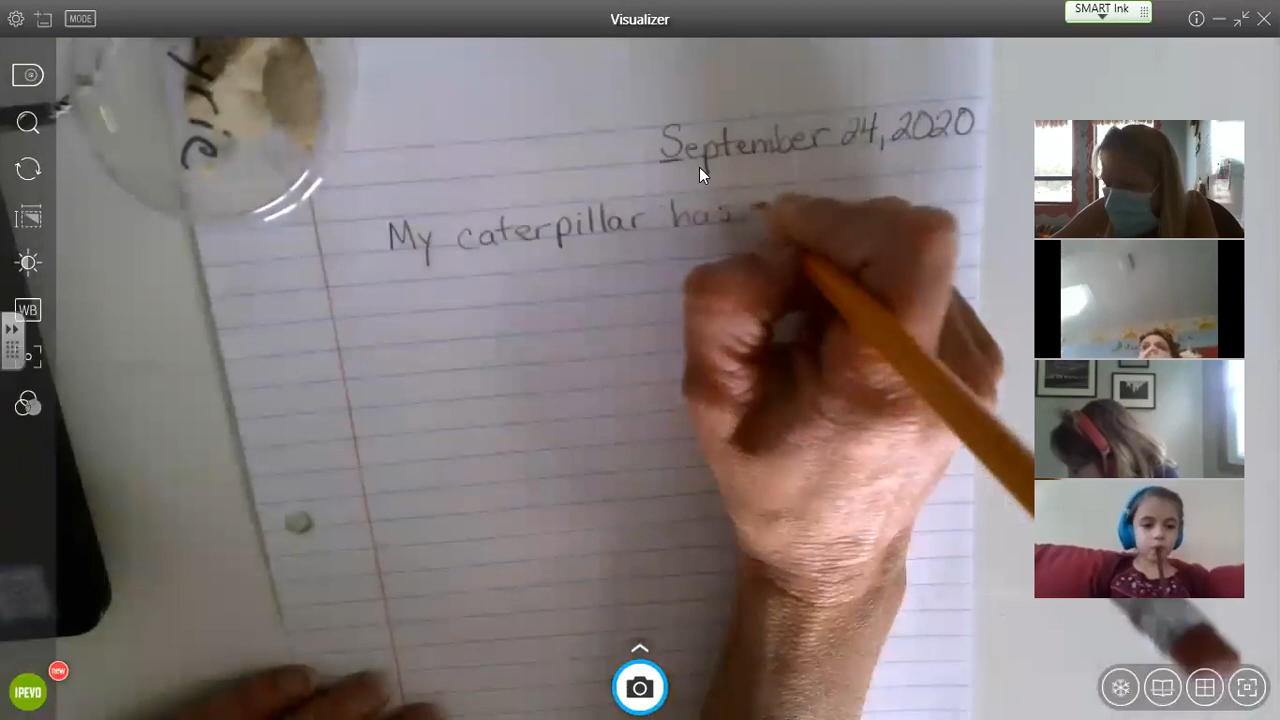 Visualizer
SMART Ink
MODE
September 24, 2020
My caterpillar has
WB
IPEVO
new